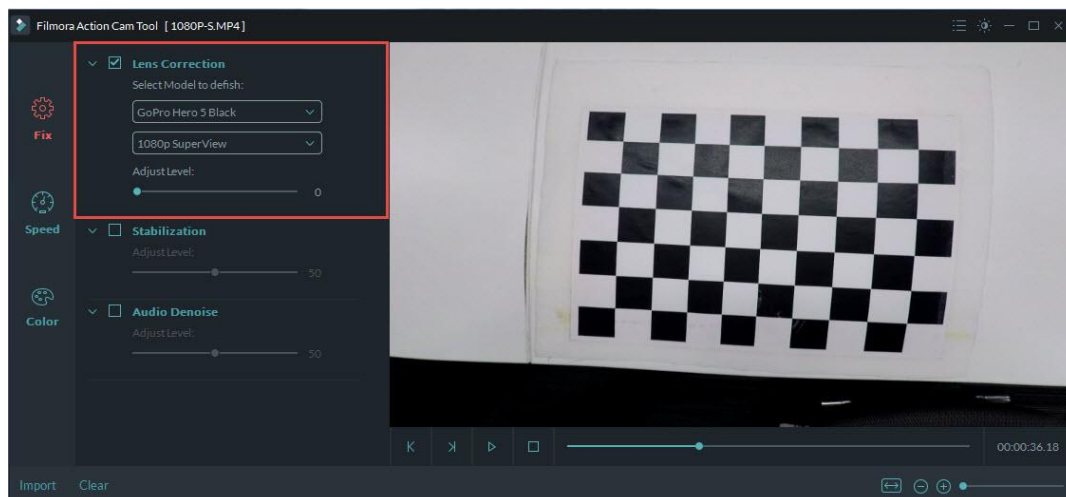 Filmora Action Cam Tool [ 1080P-S.MP4 ]
Fix
Speed
Color
Lens Correction
Select Model to defish:
GoPro Hero 5 Black
1080p SuperView
Adjust Level:
0
Stabilization
Adjust Level:
50
Audio Denoise
Adjust Level:
50
00:00:36.18
Import Clear